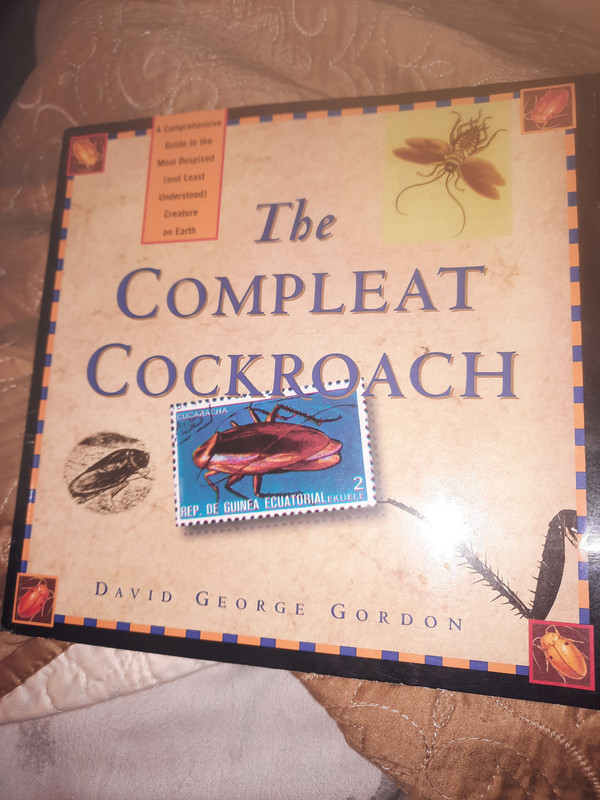 A Comprehensive
Guide to the
Most Despised
(and Least
Understood)
Creature
on Earth
The
COMPLEAT
COCKROACH
CUCARACHA
2
REP. DE GUINEA ECUATORIAL EKUELE
DAVID GEORGE GORDON